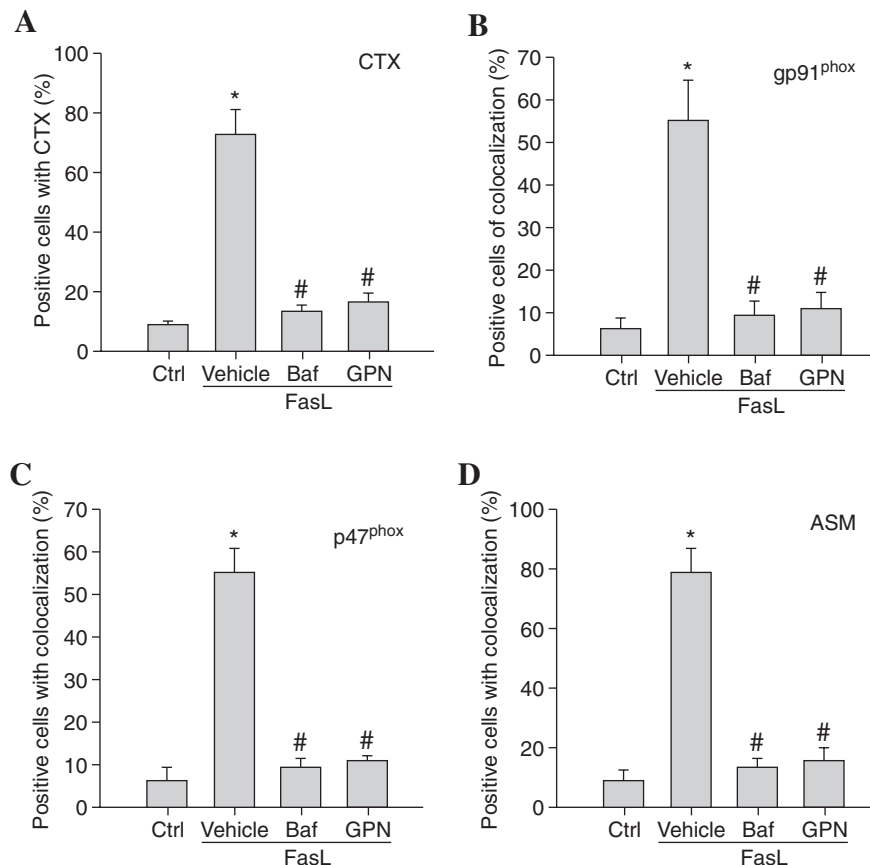 A
CTX
Positive cells with CTX (%)
100
80
60
40
20
0
*
#
#
Ctrl Vehicle Baf GPN
FasL
B
gp91phox
Positive cells of colocalization (%)
70
60
50
40
30
20
10
0
*
#
#
Ctrl Vehicle Baf GPN
FasL
C
p47phox
Positive cells with colocalization (%)
70
60
50
40
30
20
10
0
*
#
#
Ctrl Vehicle Baf GPN
FasL
D
ASM
Positive cells with colocalization (%)
100
80
60
40
20
0
*
#
#
Ctrl Vehicle Baf GPN
FasL